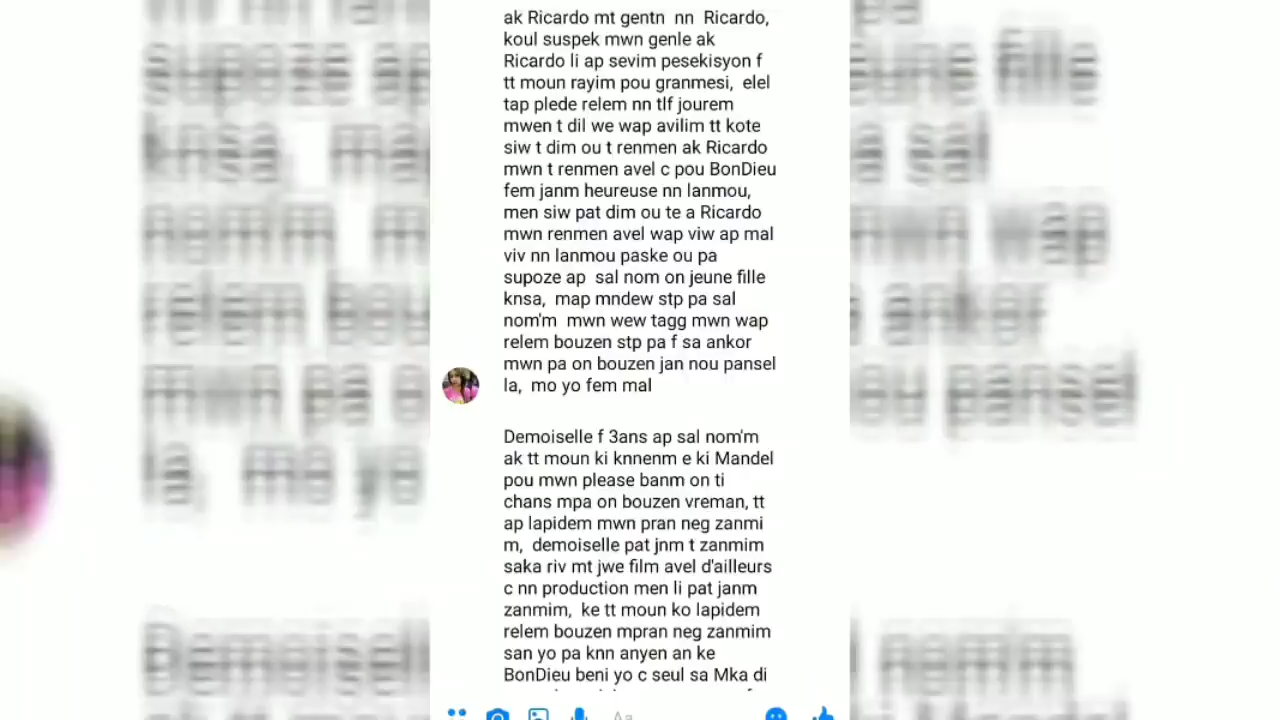 ak Ricardo mt gentn nn Ricardo,
koul suspek mwn genle ak
Ricardo li ap sevim pesekisyon f
tt moun rayim pou granmesi, elel
tap plede relem nn tlf jourem
mwen t dil we wap avilim tt kote
siw t dim ou t renmen ak Ricardo
mwn t renmen avel c pou BonDieu
fem janm heureuse nn lanmou,
men siw pat dim ou te a Ricardo
mwn renmen avel wap viw ap mal
viv nn lanmou paske ou pa
supoze ap sal nom on jeune fille
knsa, map mndew stp pa sal
nom'm mwn wew tagg mwn wap
relem bouzen stp pa f sa ankor
mwn pa on bouzen jan nou pansel
la, mo yo fem mal
Demoiselle f 3ans ap sal nom'm
ak tt moun ki knnenm e ki Mandel
pou mwn please banm on ti
chans mpa on bouzen vreman, tt
ap lapidem mwn pran neg zanmi
m, demoiselle pat jnm t zanmim
saka riv mt jwe film avel d'ailleurs
c nn production men li pat janm
zanmim, ke tt moun ko lapidem
relem bouzen mpran neg zanmim
san yo pa knn anyen an ke
BonDieu beni yo c seul sa Mka di
Aa